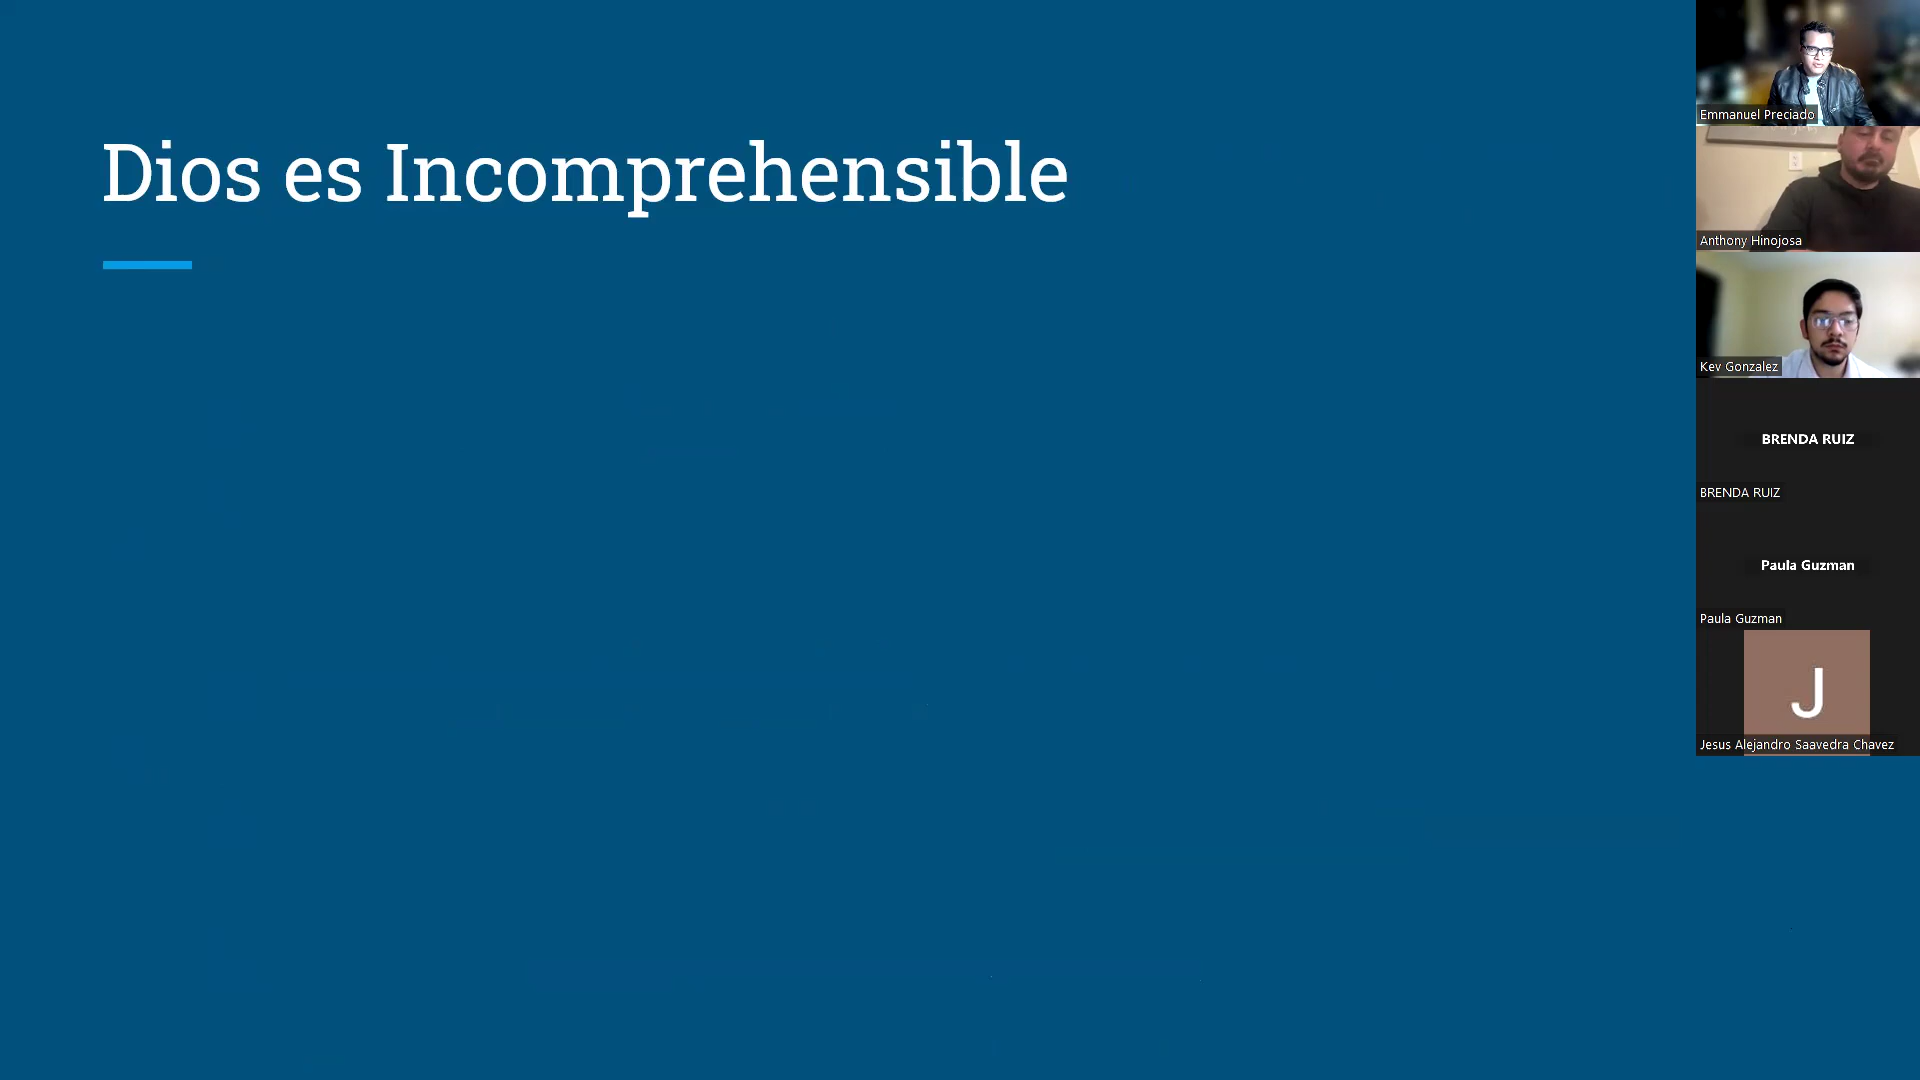 Dios es Incomprehensible
Emmanuel Preciado
Anthony Hinojosa
Kev Gonzalez
BRENDA RUIZ
BRENDA RUIZ
Paula Guzman
Paula Guzman
J
Jesus Alejandro Saavedra Chavez